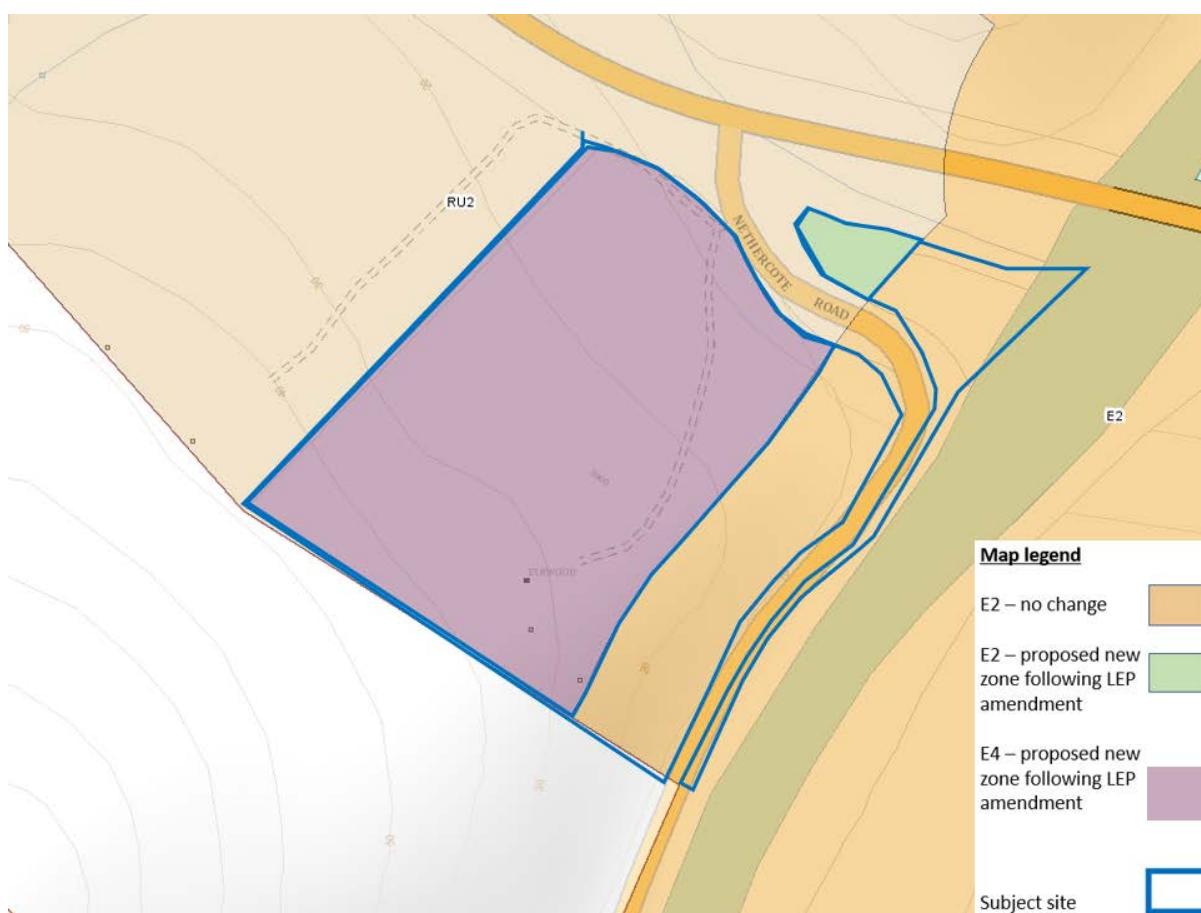 RU2
NETHERCOTE
ROAD
E2
Map legend
E2 – no change
E2 – proposed new
zone following LEP
amendment
E4 – proposed new
zone following LEP
amendment
Subject site